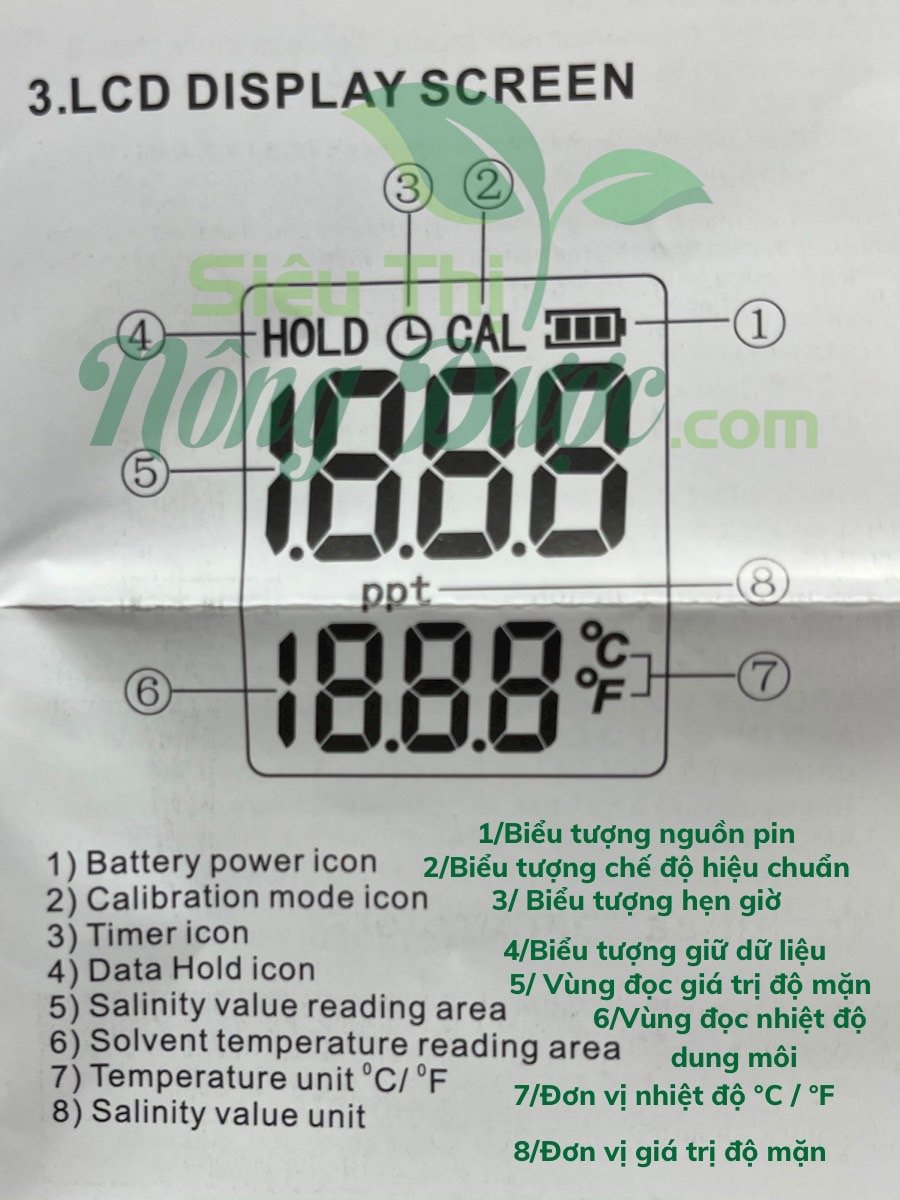 3.LCD DISPLAY SCREEN
③ ②
Siêu Thị
④ HOLD CAL ①
Nông Dược.com
⑤ 1.8.8.8
ppt ⑧
⑥ 188.8.8 °C
°F ⑦
1) Battery power icon
2) Calibration mode icon
3) Timer icon
4) Data Hold icon
5) Salinity value reading area
6) Solvent temperature reading area
7) Temperature unit °C/ °F
8) Salinity value unit
1/Biểu tượng nguồn pin
2/Biểu tượng chế độ hiệu chuẩn
3/ Biểu tượng hẹn giờ
4/Biểu tượng giữ dữ liệu
5/ Vùng đọc giá trị độ mặn
6/Vùng đọc nhiệt độ
dung môi
7/Đơn vị nhiệt độ °C / °F
8/Đơn vị giá trị độ mặn